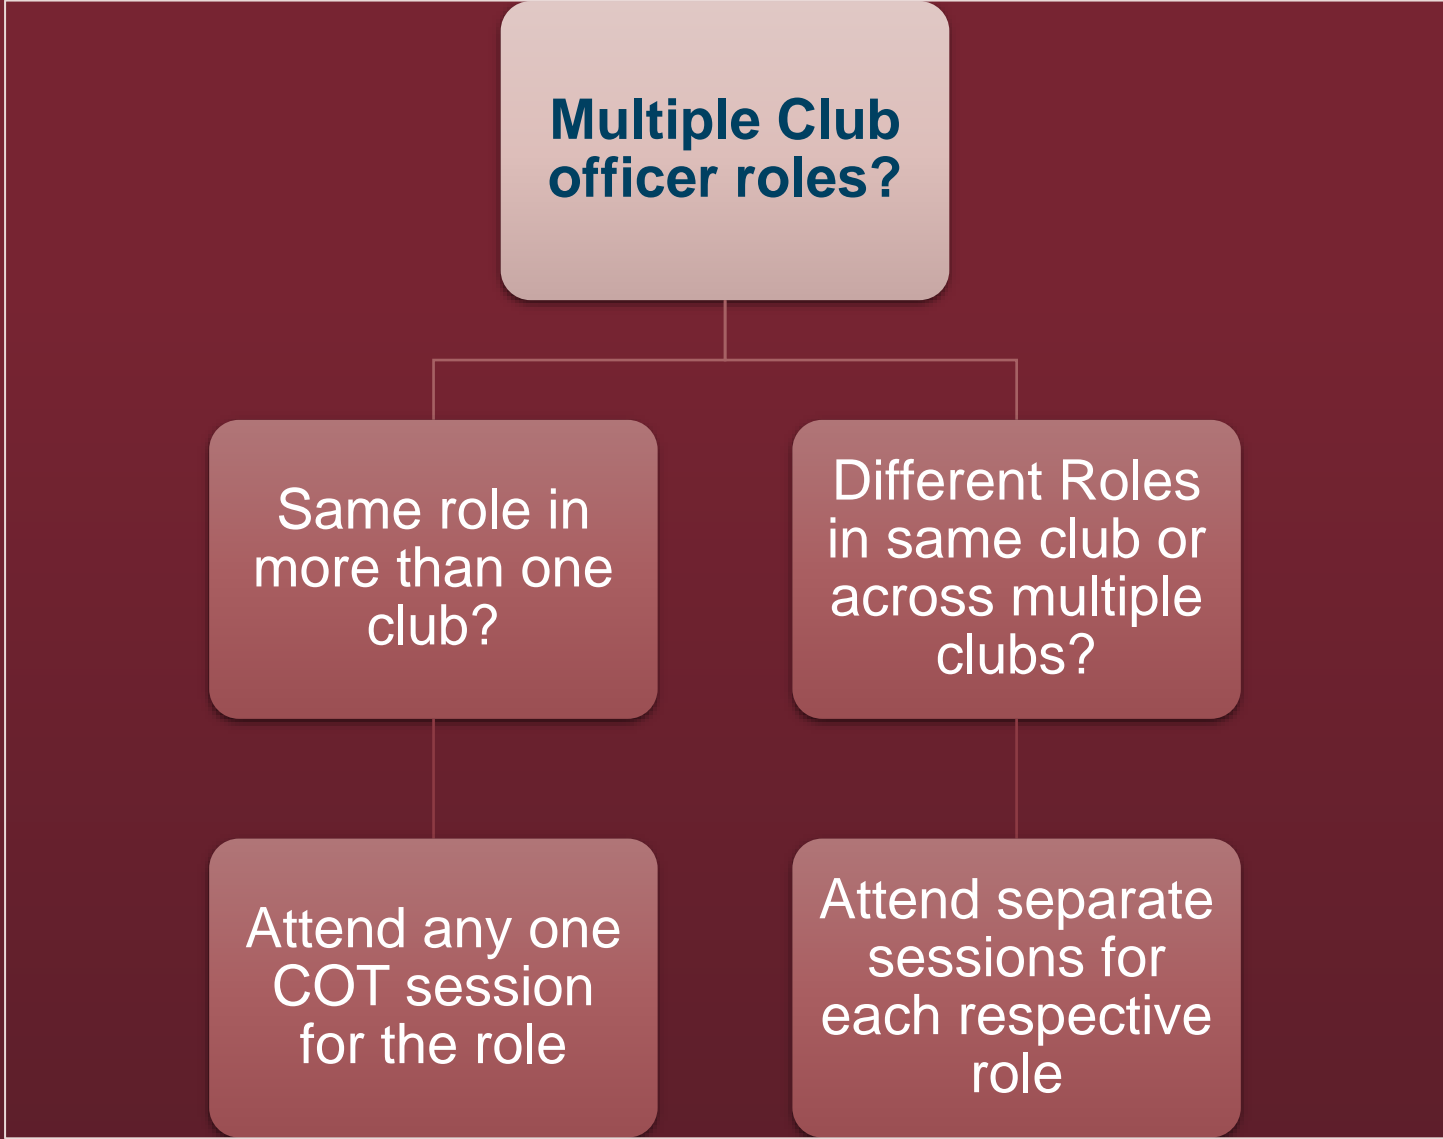 Multiple Club
officer roles?
Same role in
more than one
club?
Different Roles
in same club or
across multiple
clubs?
Attend any one
COT session
for the role
Attend separate
sessions for
each respective
role